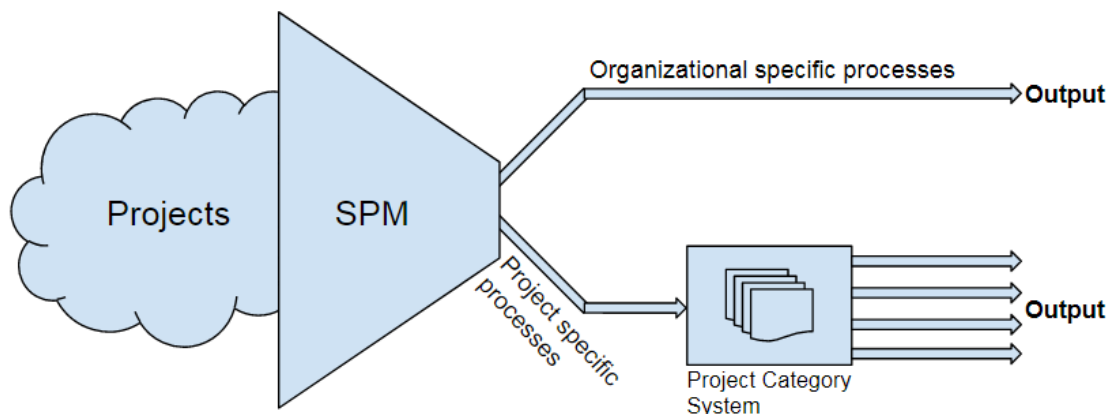 Organizational specific processes
Output
Projects
SPM
Project specific
processes
Output
Project Category
System